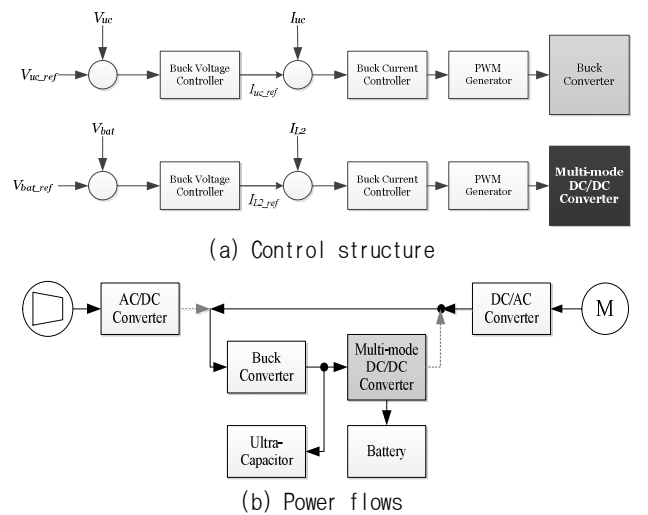 V_uc
I_uc
V_uc_ref
Buck Voltage
Controller
I_uc_ref
Buck Current
Controller
PWM
Generator
Buck
Converter
V_bat
I_L2
V_bat_ref
Buck Voltage
Controller
I_L2_ref
Buck Current
Controller
PWM
Generator
Multi-mode
DC/DC
Converter
(a) Control structure
AC/DC
Converter
DC/AC
Converter
M
Buck
Converter
Multi-mode
DC/DC
Converter
Ultra-
Capacitor
Battery
(b) Power flows